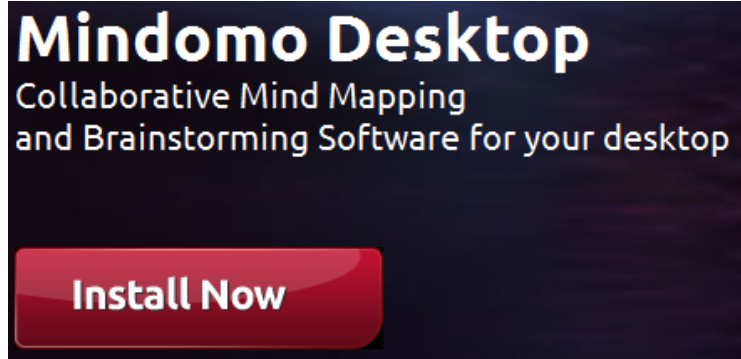 Mindomo Desktop
Collaborative Mind Mapping
and Brainstorming Software for your desktop
Install Now